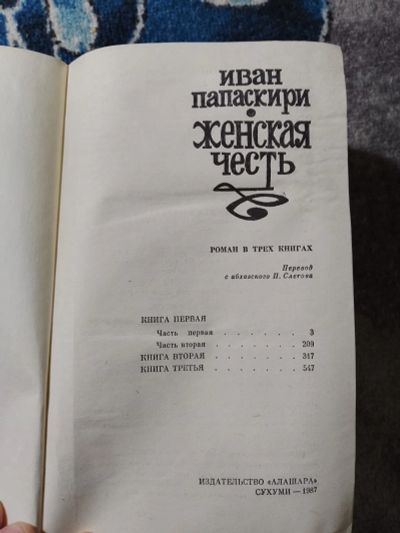 ИВАН
ПАПАСКИРИ
•
ЖЕНСКАЯ
ЧЕСТЬ
РОМАН В ТРЕХ КНИГАХ
Перевод
с абхазского П. Слетова
КНИГА ПЕРВАЯ
Часть первая . . . . . . . 3
Часть вторая . . . . . . . 209
КНИГА ВТОРАЯ . . . . . . . 317
КНИГА ТРЕТЬЯ . . . . . . . 547
ИЗДАТЕЛЬСТВО «АЛАШАРА»
СУХУМИ — 1987